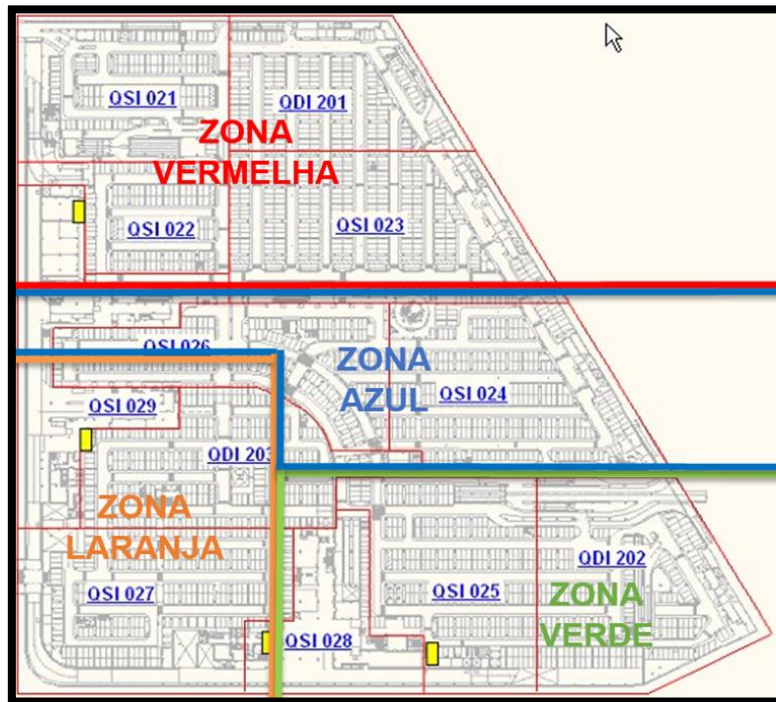 QSI 021
QDI 201
ZONA
VERMELHA
QSI 022
QSI 023
QSI 026
ZONA
AZUL
QSI 024
QSI 029
QDI 203
ZONA
LARANJA
QSI 027
QSI 028
QSI 025
QDI 202
ZONA
VERDE